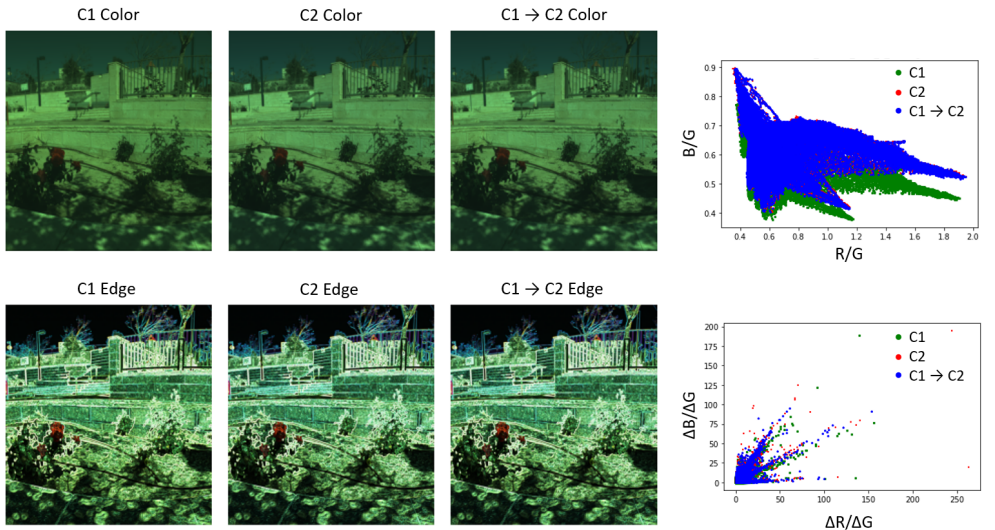 C1 Color
C2 Color
C1 → C2 Color
0.9
0.8
0.7
0.6
0.5
0.4
B/G
C1
C2
C1 → C2
0.4 0.6 0.8 1.0 1.2 1.4 1.6 1.8 2.0
R/G
C1 Edge
C2 Edge
C1 → C2 Edge
200
175
150
125
100
75
50
25
0
ΔB/ΔG
C1
C2
C1 → C2
0 50 100 150 200 250
ΔR/ΔG